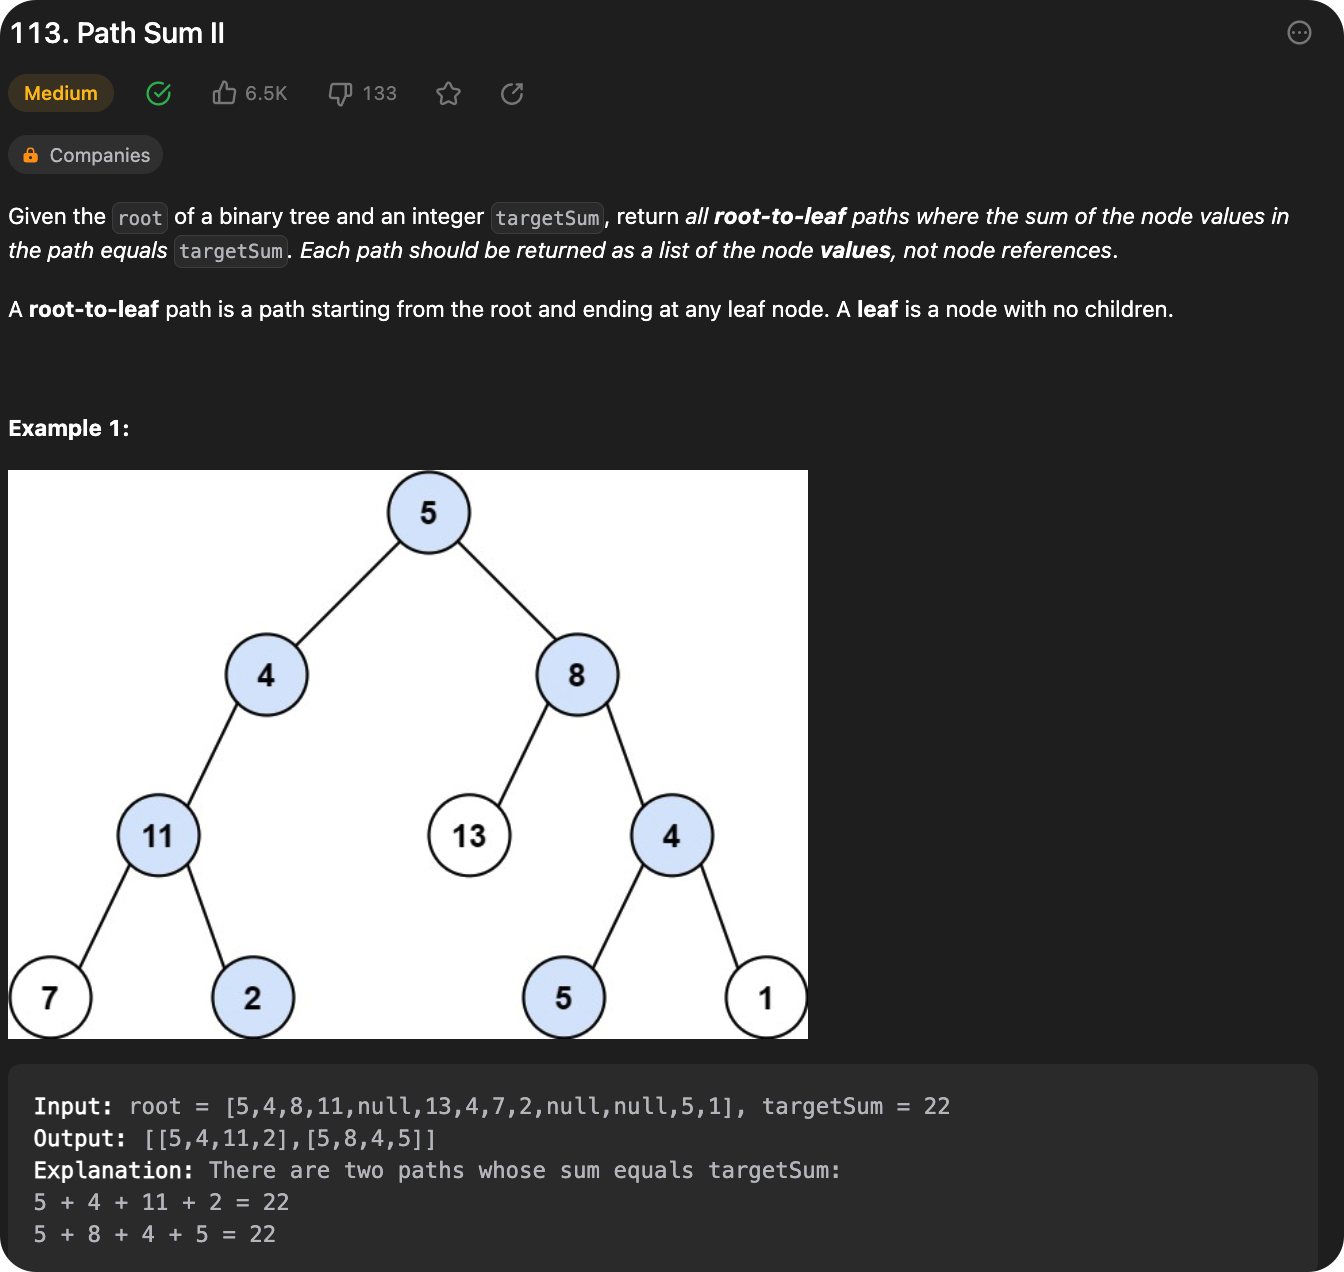 113. Path Sum II
Medium 6.5K 133
Companies
Given the root of a binary tree and an integer targetSum, return all root-to-leaf paths where the sum of the node values in
the path equals targetSum. Each path should be returned as a list of the node values, not node references.
A root-to-leaf path is a path starting from the root and ending at any leaf node. A leaf is a node with no children.
Example 1:
5
4 8
11 13 4
7 2 5 1
Input: root = [5,4,8,11,null,13,4,7,2,null,null,5,1], targetSum = 22
Output: [[5,4,11,2],[5,8,4,5]]
Explanation: There are two paths whose sum equals targetSum:
5 + 4 + 11 + 2 = 22
5 + 8 + 4 + 5 = 22